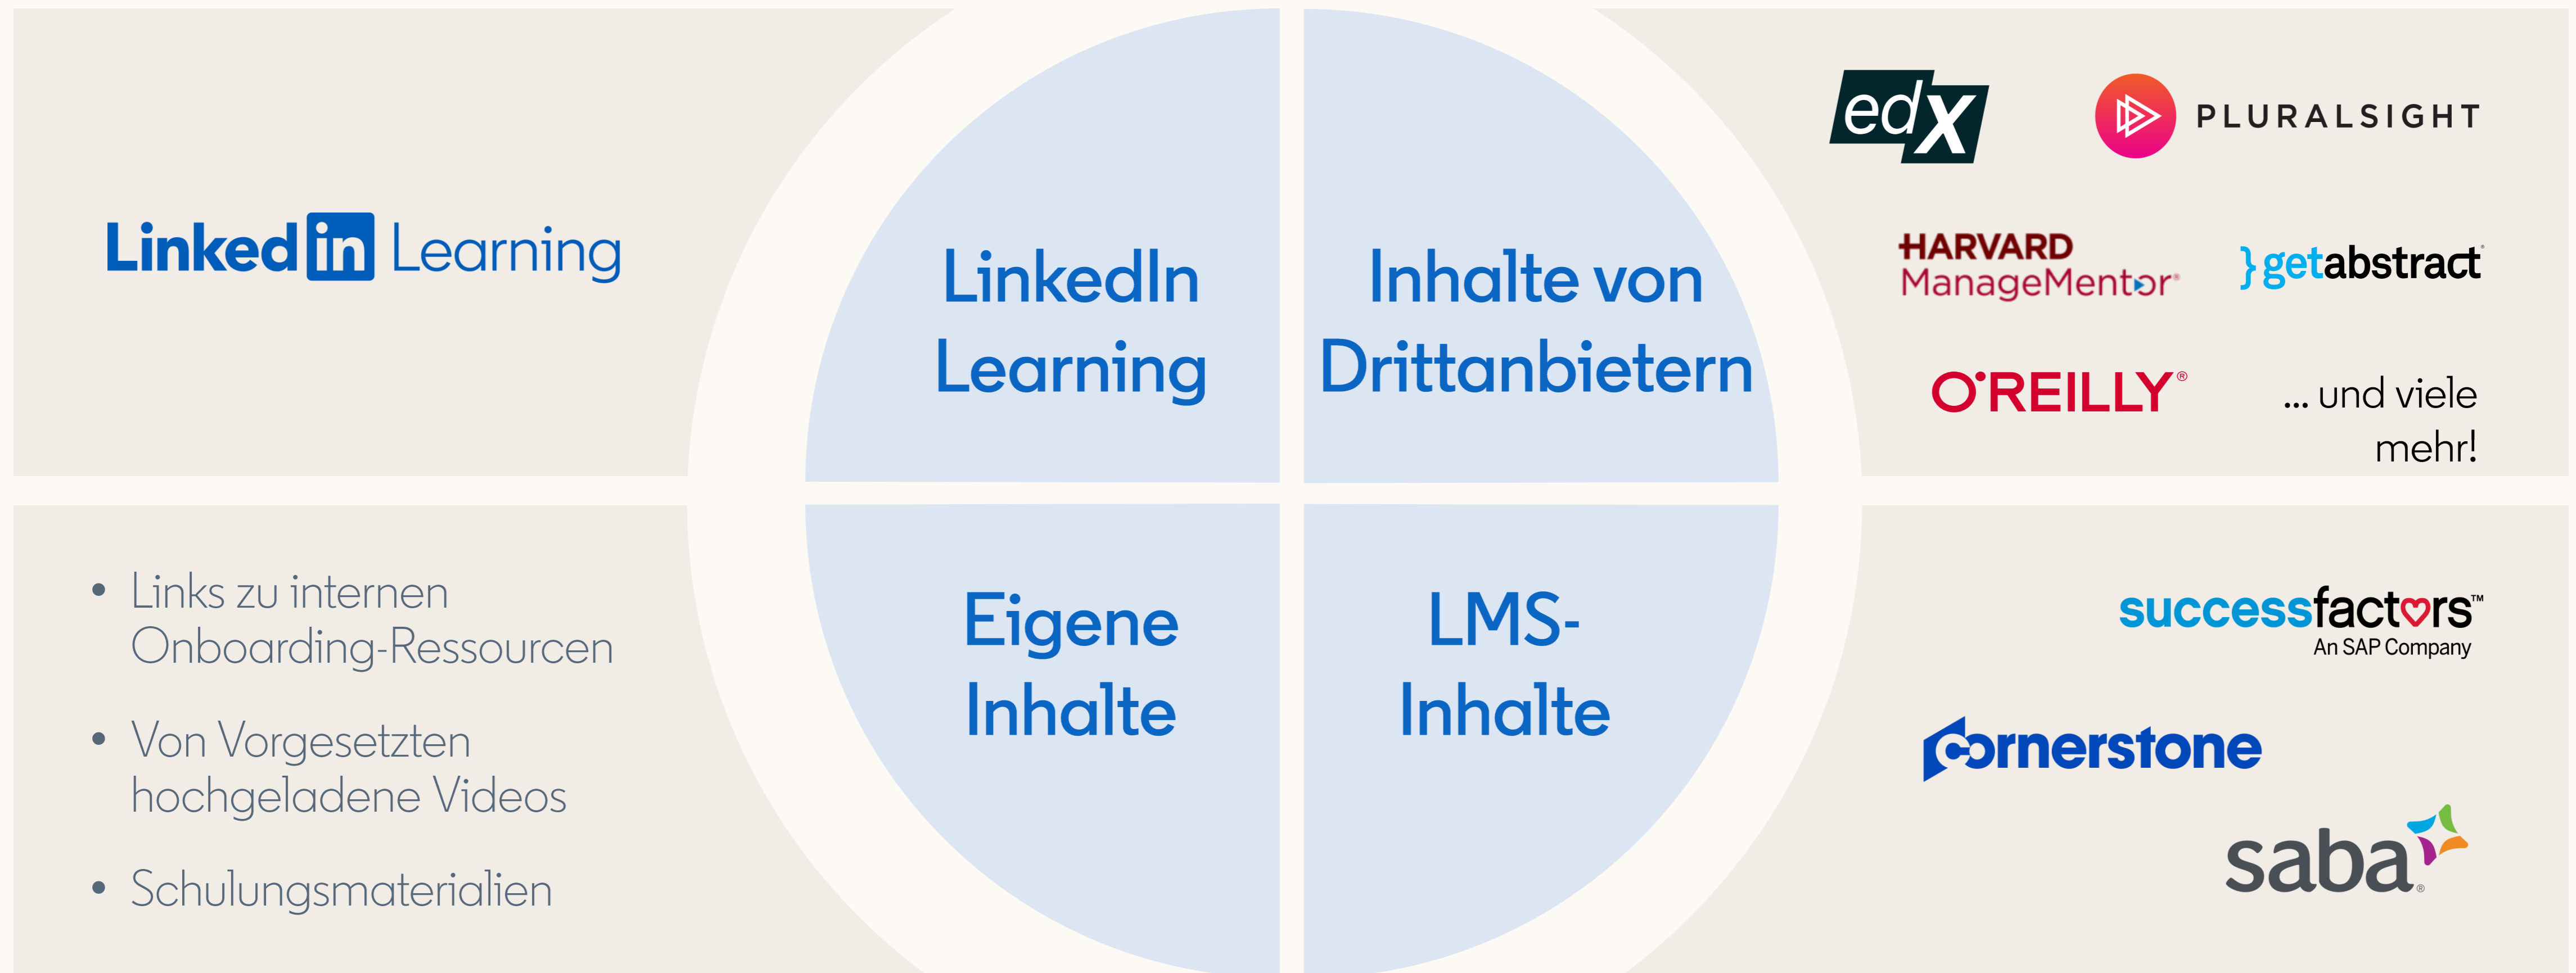 LinkedIn Learning
LinkedIn
Learning
Inhalte von
Drittanbietern
edX
PLURALSIGHT
HARVARD
ManageMentor®
}getabstract®
O'REILLY®
... und viele
mehr!
• Links zu internen
Onboarding-Ressourcen
• Von Vorgesetzten
hochgeladene Videos
• Schulungsmaterialien
Eigene
Inhalte
LMS-
Inhalte
successfactors™
An SAP Company
cornerstone
saba®